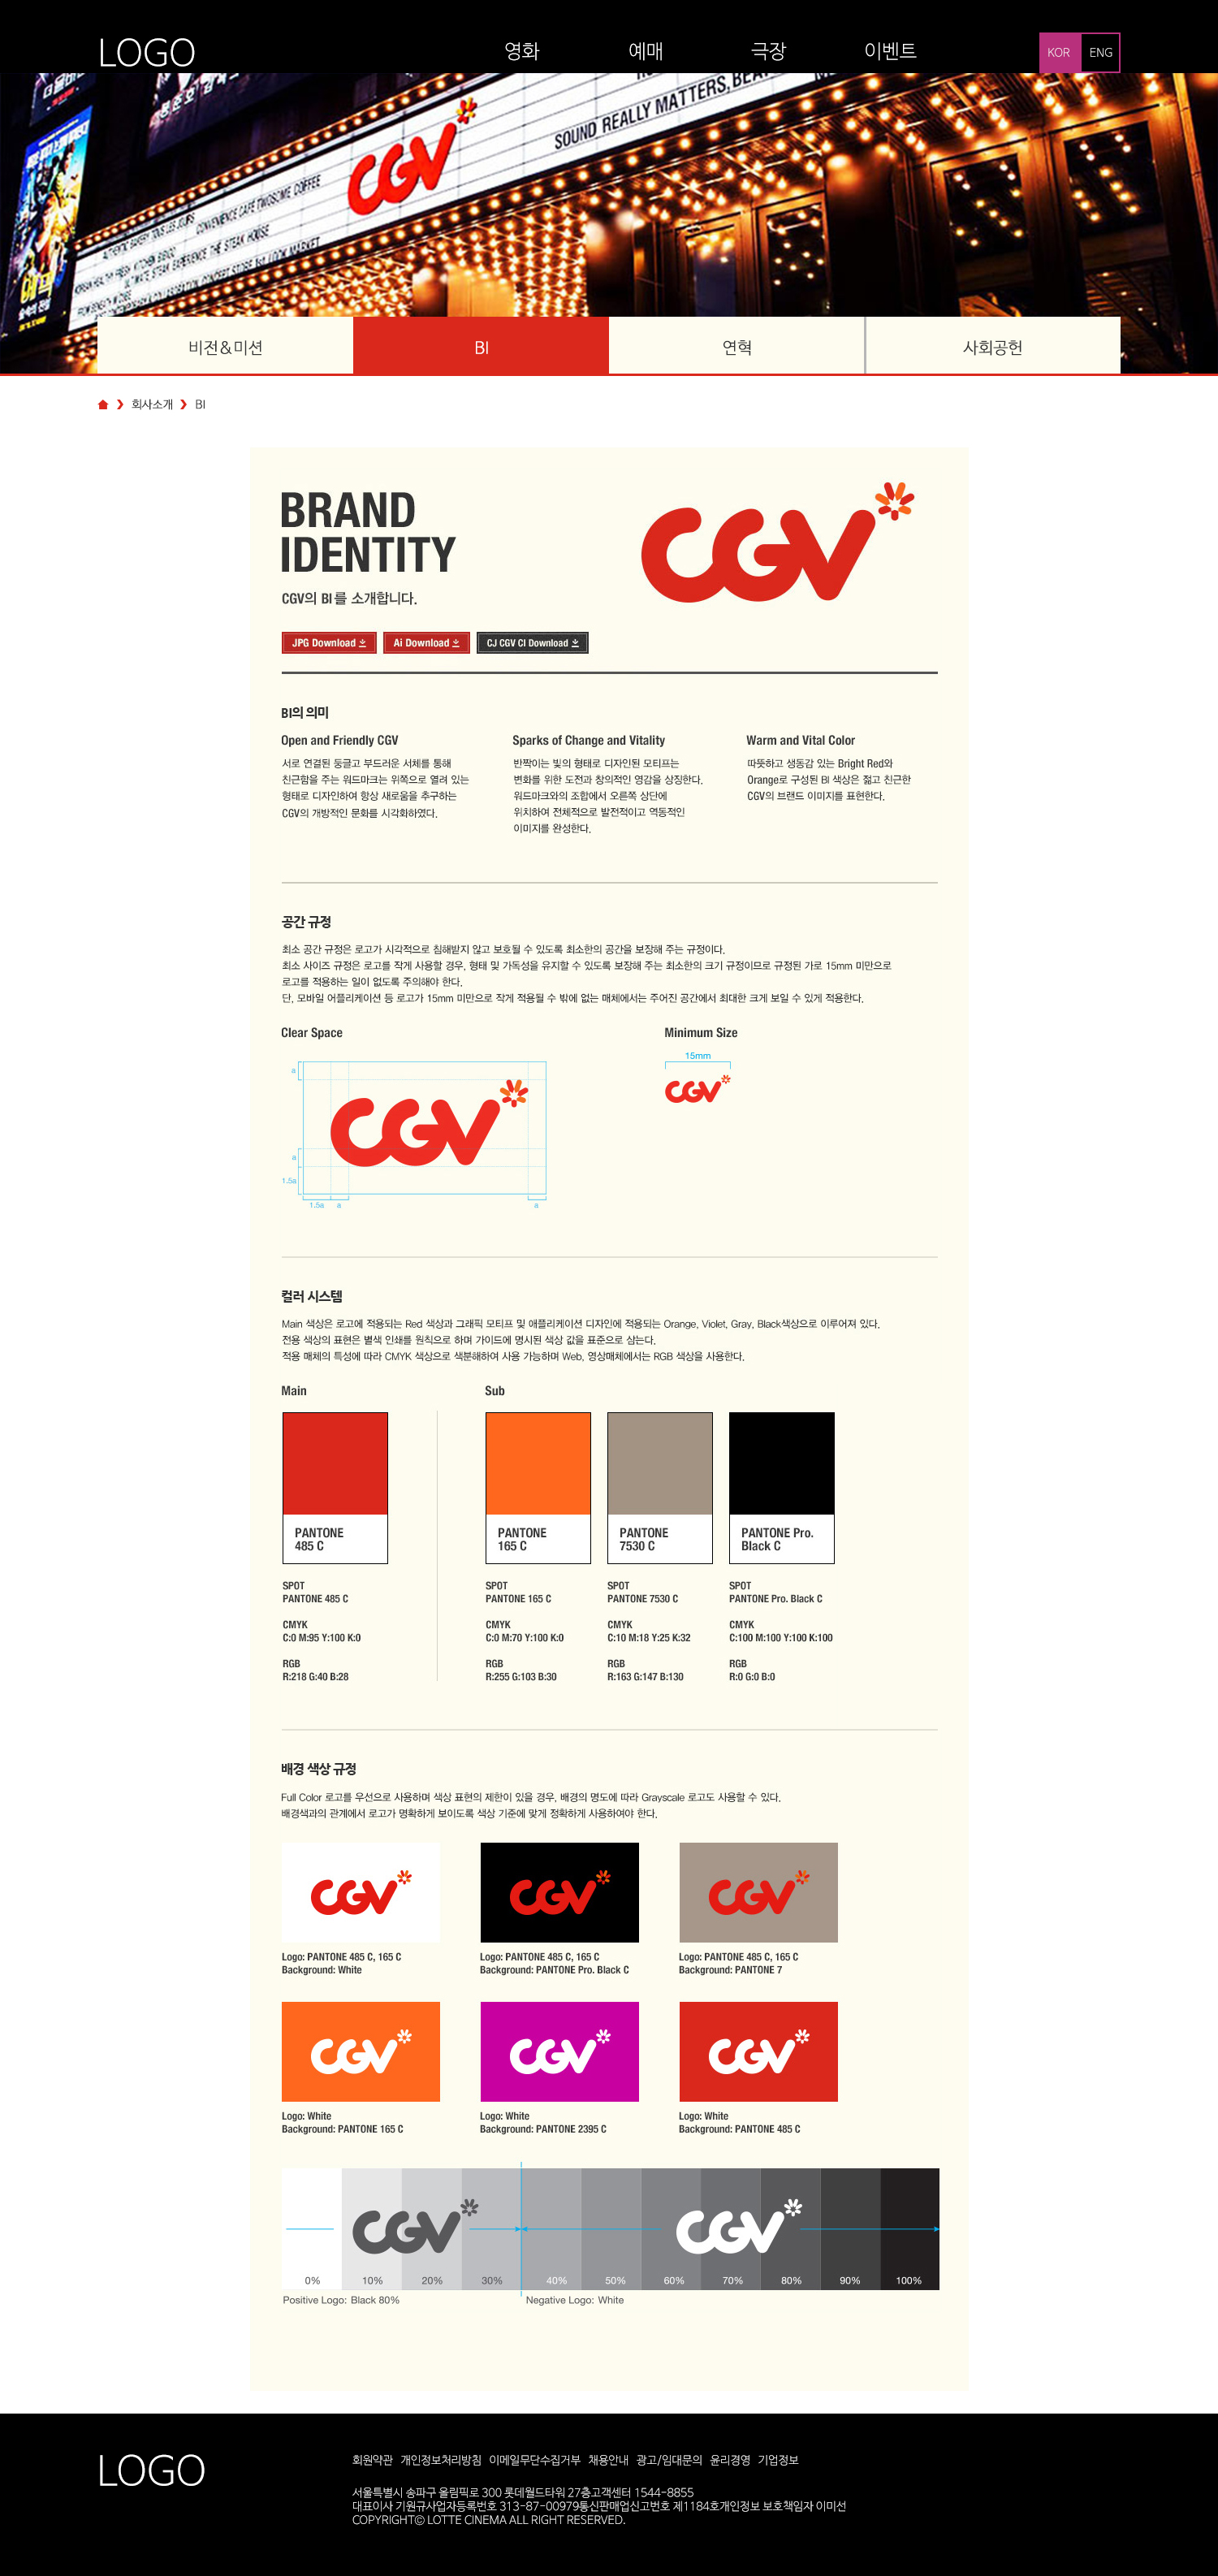 LOGO
영화
예매
극장
이벤트
KOR
ENG
CGV
SOUND REALLY MATTERS,
CONVENIENCE CAFE TWOSOME COFFEE
THE STEAK HOUSE
비전&미션
BI
연혁
사회공헌
회사소개
BI
BRAND
IDENTITY
CGV의 BI를 소개합니다.
CGV
JPG Download
Ai Download
CJ CGV CI Download
BI의 의미
Open and Friendly CGV
서로 연결된 둥글고 부드러운 서체를 통해
친근함을 주는 워드마크는 위쪽으로 열려 있는
형태로 디자인하여 항상 새로움을 추구하는
CGV의 개방적인 문화를 시각화하였다.
Sparks of Change and Vitality
반짝이는 빛의 형태로 디자인된 모티프는
변화를 위한 도전과 창의적인 영감을 상징한다.
워드마크와의 조합에서 오른쪽 상단에
위치하여 전체적으로 발전적이고 역동적인
이미지를 완성한다.
Warm and Vital Color
따뜻하고 생동감 있는 Bright Red와
Orange로 구성된 BI 색상은 젊고 친근한
CGV의 브랜드 이미지를 표현한다.
공간 규정
최소 공간 규정은 로고가 시각적으로 침해받지 않고 보호될 수 있도록 최소한의 공간을 보장해 주는 규정이다.
최소 사이즈 규정은 로고를 작게 사용할 경우, 형태 및 가독성을 유지할 수 있도록 보장해 주는 최소한의 크기 규정이므로 규정된 가로 15mm 미만으로
로고를 적용하는 일이 없도록 주의해야 한다.
단, 모바일 어플리케이션 등 로고가 15mm 미만으로 작게 적용될 수 밖에 없는 매체에서는 주어진 공간에서 최대한 크게 보일 수 있게 적용한다.
Clear Space
a
CGV
a
1.5a
1.5a
a
a
Minimum Size
15mm
CGV
컬러 시스템
Main 색상은 로고에 적용되는 Red 색상과 그래픽 모티프 및 애플리케이션 디자인에 적용되는 Orange, Violet, Gray, Black색상으로 이루어져 있다.
전용 색상의 표현은 별색 인쇄를 원칙으로 하며 가이드에 명시된 색상 값을 표준으로 삼는다.
적용 매체의 특성에 따라 CMYK 색상으로 색분해하여 사용 가능하며 Web, 영상매체에서는 RGB 색상을 사용한다.
Main
PANTONE
485 C
SPOT
PANTONE 485 C
CMYK
C:0 M:95 Y:100 K:0
RGB
R:218 G:40 B:28
Sub
PANTONE
165 C
SPOT
PANTONE 165 C
CMYK
C:0 M:70 Y:100 K:0
RGB
R:255 G:103 B:30
PANTONE
7530 C
SPOT
PANTONE 7530 C
CMYK
C:10 M:18 Y:25 K:32
RGB
R:163 G:147 B:130
PANTONE Pro.
Black C
SPOT
PANTONE Pro. Black C
CMYK
C:100 M:100 Y:100 K:100
RGB
R:0 G:0 B:0
배경 색상 규정
Full Color 로고를 우선으로 사용하며 색상 표현의 제한이 있을 경우, 배경의 명도에 따라 Grayscale 로고도 사용할 수 있다.
배경색과의 관계에서 로고가 명확하게 보이도록 색상 기준에 맞게 정확하게 사용하여야 한다.
CGV
Logo: PANTONE 485 C, 165 C
Background: White
CGV
Logo: PANTONE 485 C, 165 C
Background: PANTONE Pro. Black C
CGV
Logo: PANTONE 485 C, 165 C
Background: PANTONE 7
CGV
Logo: White
Background: PANTONE 165 C
CGV
Logo: White
Background: PANTONE 2395 C
CGV
Logo: White
Background: PANTONE 485 C
CGV
CGV
0% 10% 20% 30% 40% 50% 60% 70% 80% 90% 100%
Positive Logo: Black 80%
Negative Logo: White
LOGO
회원약관 개인정보처리방침 이메일무단수집거부 채용안내 광고/임대문의 윤리경영 기업정보
서울특별시 송파구 올림픽로 300 롯데월드타워 27층고객센터 1544-8855
대표이사 기원규사업자등록번호 313-87-00979통신판매업신고번호 제1184호개인정보 보호책임자 이미선
COPYRIGHT© LOTTE CINEMA ALL RIGHT RESERVED.